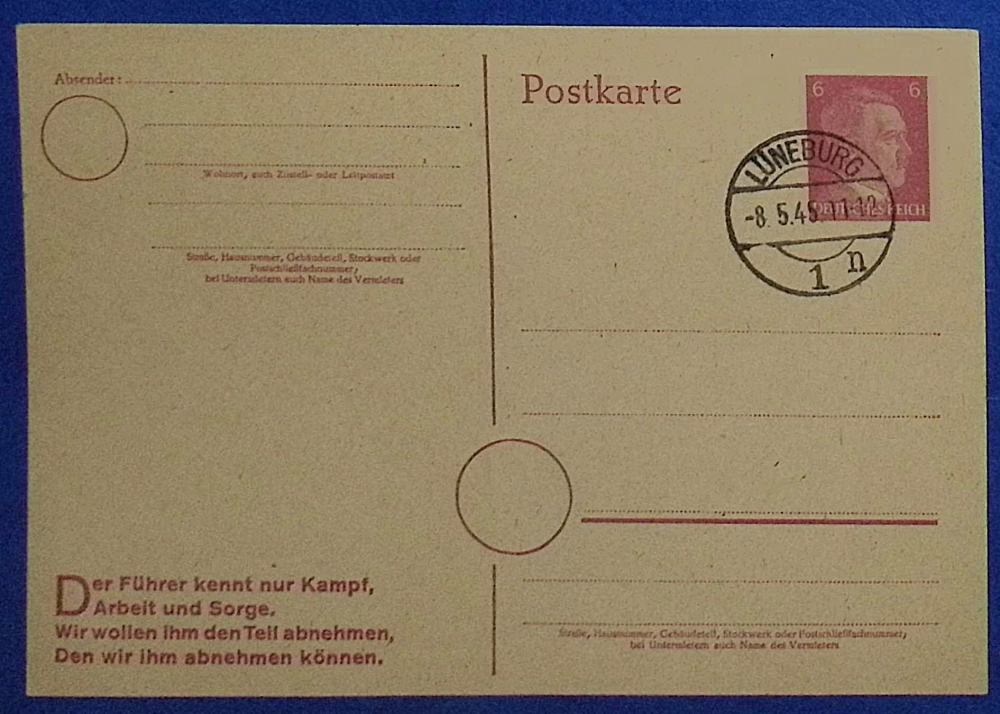 Absender:
Wohnort, auch Zustell- oder Leitpostamt
Straße, Hausnummer, Gebäudeteil, Stockwerk oder
Postschließfachnummer,
bei Untermietern auch Name des Vermieters
Der Führer kennt nur Kampf,
Arbeit und Sorge.
Wir wollen ihm den Teil abnehmen,
Den wir ihm abnehmen können.
Postkarte
6 6
DEUTSCHES REICH
LÜNEBURG
-8. 5.45.11-12
1 n
Straße, Hausnummer, Gebäudeteil, Stockwerk oder Postschließfachnummer,
bei Untermietern auch Name des Vermieters